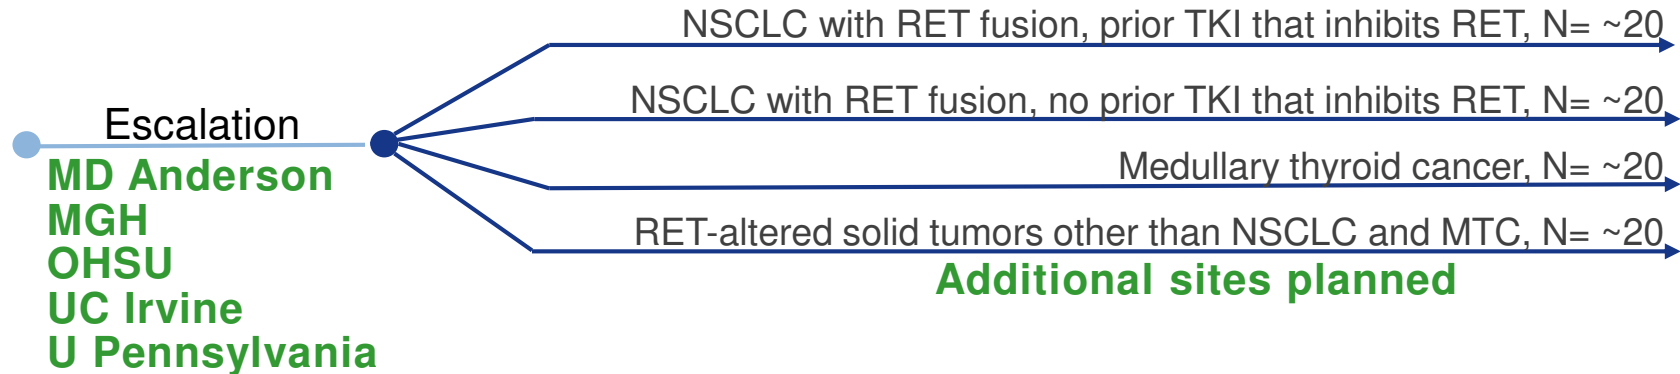 Escalation
MD Anderson
MGH
OHSU
UC Irvine
U Pennsylvania
NSCLC with RET fusion, prior TKI that inhibits RET, N= ~20
NSCLC with RET fusion, no prior TKI that inhibits RET, N= ~20
Medullary thyroid cancer, N= ~20
RET-altered solid tumors other than NSCLC and MTC, N= ~20
Additional sites planned